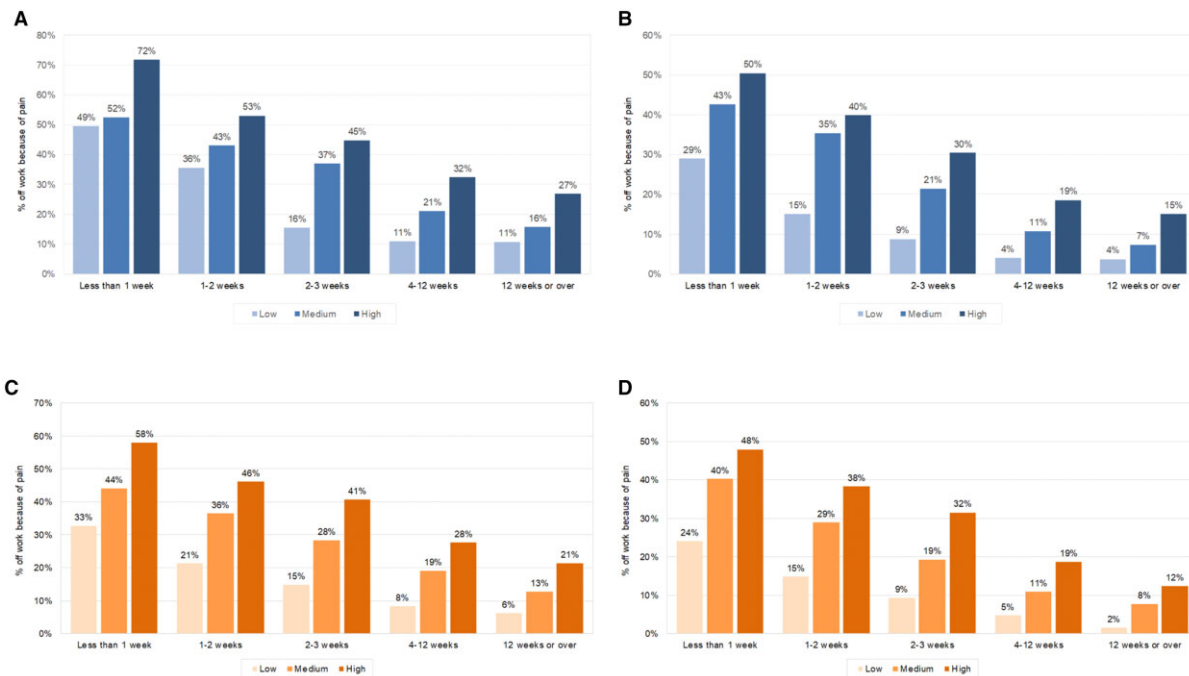 A
80%
70%
60%
50%
40%
30%
20%
10%
0%
% off work because of pain
49% 52% 72%
36% 43% 53%
16% 37% 45%
11% 21% 32%
11% 16% 27%
Less than 1 week 1-2 weeks 2-3 weeks 4-12 weeks 12 weeks or over
Low Medium High
B
60%
50%
40%
30%
20%
10%
0%
% off work because of pain
29% 43% 50%
15% 35% 40%
9% 21% 30%
4% 11% 19%
4% 7% 15%
Less than 1 week 1-2 weeks 2-3 weeks 4-12 weeks 12 weeks or over
Low Medium High
C
70%
60%
50%
40%
30%
20%
10%
0%
% off work because of pain
33% 44% 58%
21% 36% 46%
15% 28% 41%
8% 19% 28%
6% 13% 21%
Less than 1 week 1-2 weeks 2-3 weeks 4-12 weeks 12 weeks or over
Low Medium High
D
60%
50%
40%
30%
20%
10%
0%
% off work because of pain
24% 40% 48%
15% 29% 38%
9% 19% 32%
5% 11% 19%
2% 8% 12%
Less than 1 week 1-2 weeks 2-3 weeks 4-12 weeks 12 weeks or over
Low Medium High